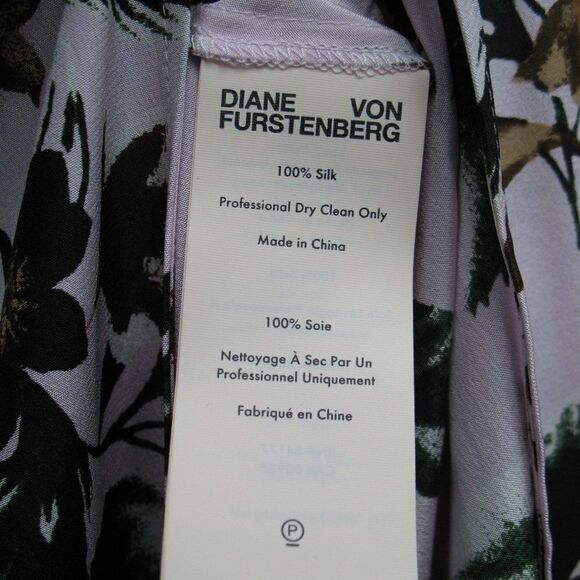 DIANE VON
FURSTENBERG
100% Silk
Professional Dry Clean Only
Made in China
100% Soie
Nettoyage À Sec Par Un
Professionnel Uniquement
Fabriqué en Chine
P